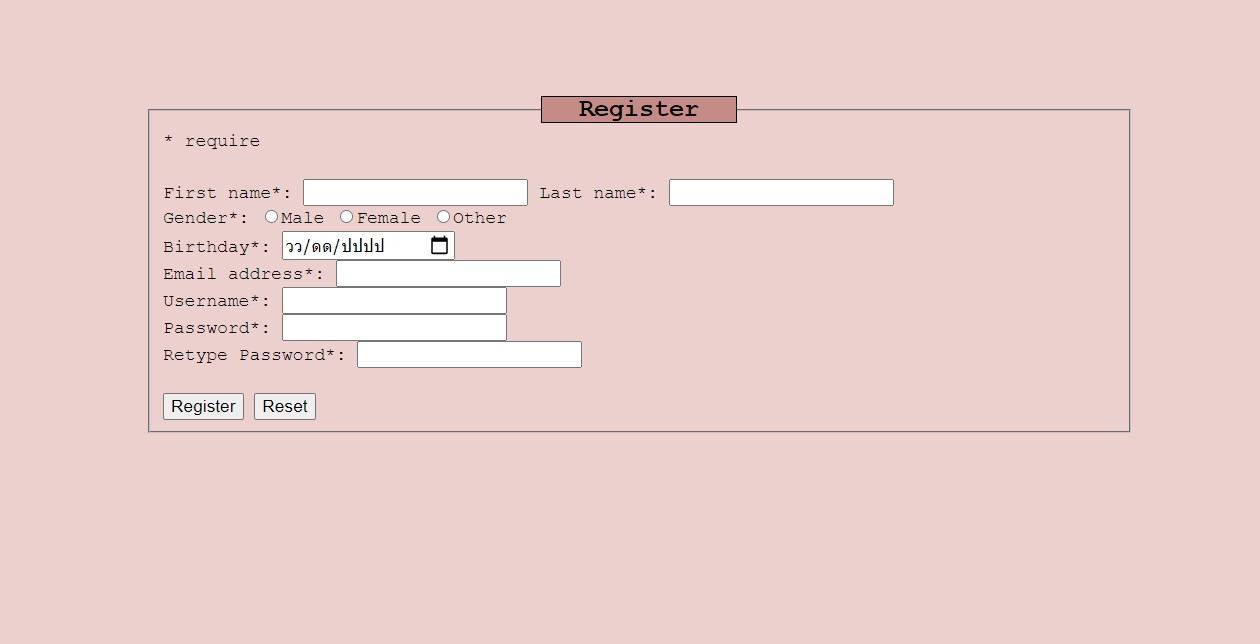 Register
* require
First name*: Last name*:
Gender*: Male Female Other
Birthday*: วว/ดด/ปปปป
Email address*:
Username*:
Password*:
Retype Password*:
Register Reset